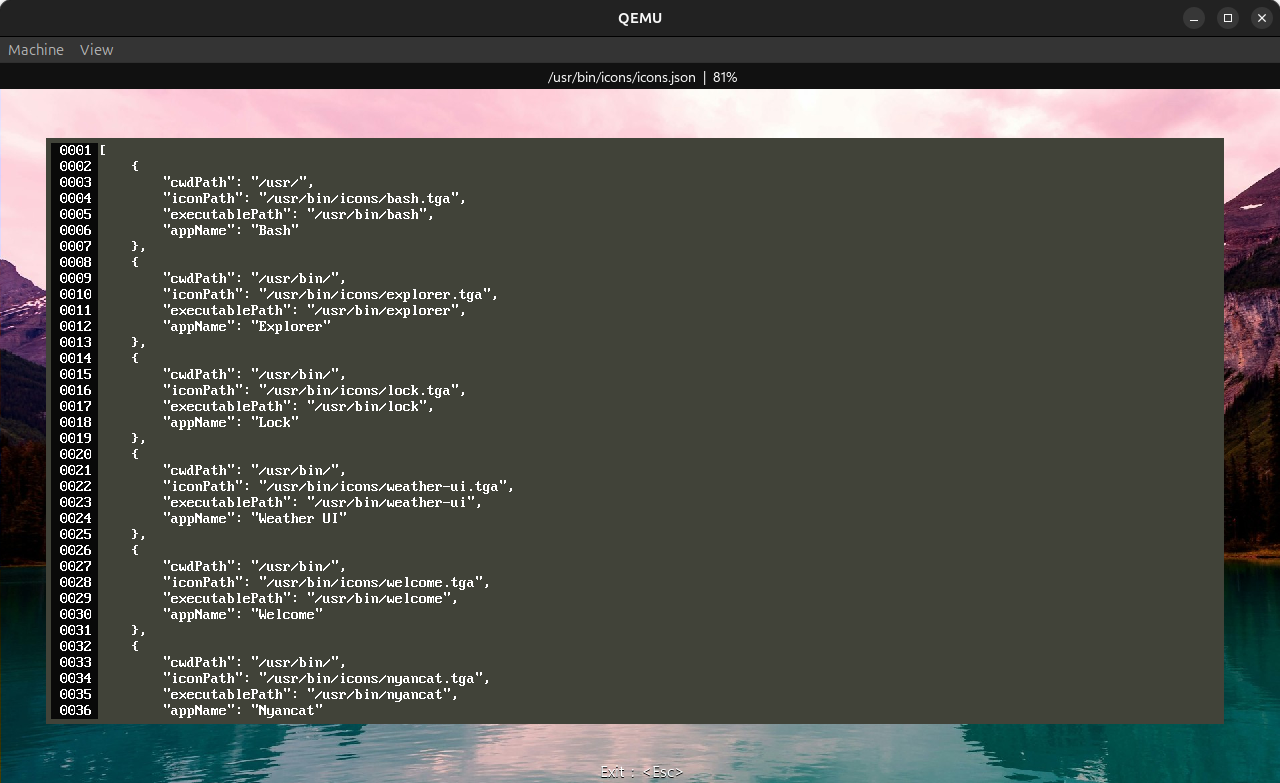 QEMU
Machine View
/usr/bin/icons/icons.json | 81%
0001 [
0002     {
0003         "cwdPath": "/usr/",
0004         "iconPath": "/usr/bin/icons/bash.tga",
0005         "executablePath": "/usr/bin/bash",
0006         "appName": "Bash"
0007     },
0008     {
0009         "cwdPath": "/usr/bin/",
0010         "iconPath": "/usr/bin/icons/explorer.tga",
0011         "executablePath": "/usr/bin/explorer",
0012         "appName": "Explorer"
0013     },
0014     {
0015         "cwdPath": "/usr/bin/",
0016         "iconPath": "/usr/bin/icons/lock.tga",
0017         "executablePath": "/usr/bin/lock",
0018         "appName": "Lock"
0019     },
0020     {
0021         "cwdPath": "/usr/bin/",
0022         "iconPath": "/usr/bin/icons/weather-ui.tga",
0023         "executablePath": "/usr/bin/weather-ui",
0024         "appName": "Weather UI"
0025     },
0026     {
0027         "cwdPath": "/usr/bin/",
0028         "iconPath": "/usr/bin/icons/welcome.tga",
0029         "executablePath": "/usr/bin/welcome",
0030         "appName": "Welcome"
0031     },
0032     {
0033         "cwdPath": "/usr/bin/",
0034         "iconPath": "/usr/bin/icons/nyancat.tga",
0035         "executablePath": "/usr/bin/nyancat",
0036         "appName": "Nyancat"
Exit : <Esc>